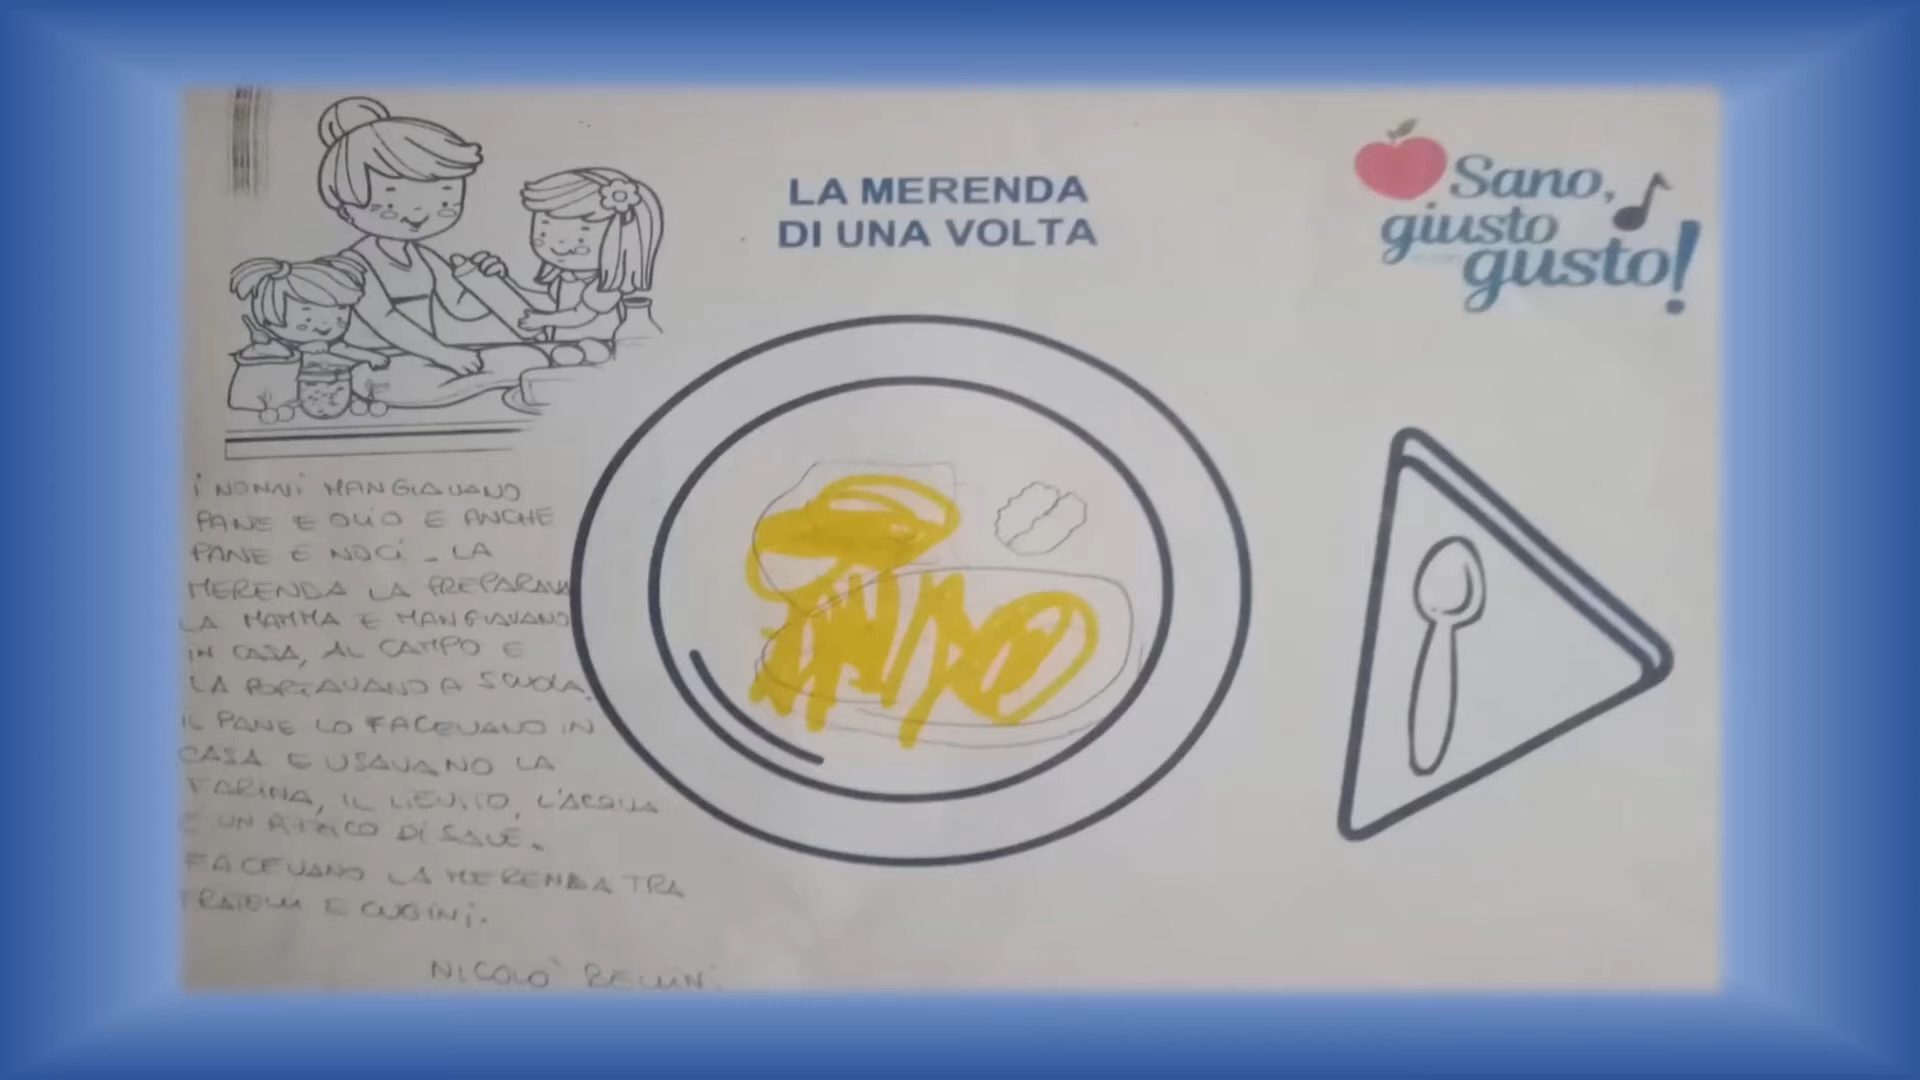 LA MERENDA
DI UNA VOLTA
Sano,
giusto
gusto!
I NONNI MANGIAVANO
PANE E OLIO E ANCHE
PANE E NOCI. LA
MERENDA LA PREPARAVA
LA MAMMA E MANGIAVANO
IN CASA, AL CAMPO E
LA PORTAVANO A SCUOLA.
IL PANE LO FACEVANO IN
CASA E USAVANO LA
FARINA, IL LIEVITO, L'ACQUA
E UN DI SALE.
FACEVANO LA MERENDA TRA
FRATELLI E CUGINI.
NICOLO'